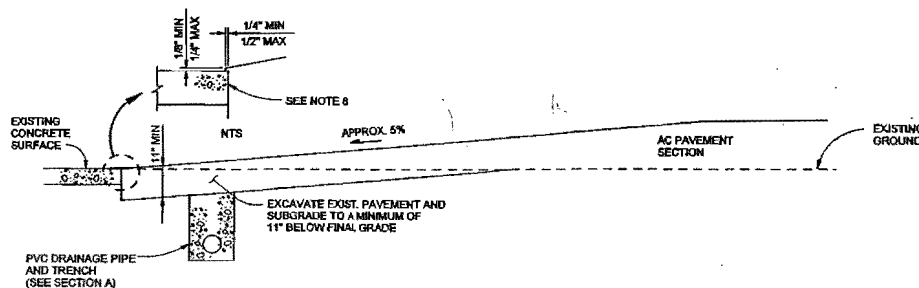 1/4" MIN
1/2" MAX
1/8" MIN
1/4" MAX
SEE NOTE 8
NTS
EXISTING
CONCRETE
SURFACE
11" MIN
APPROX. 5%
AC PAVEMENT
SECTION
EXISTING
GROUND
EXCAVATE EXIST. PAVEMENT AND
SUBGRADE TO A MINIMUM OF
11" BELOW FINAL GRADE
PVC DRAINAGE PIPE
AND TRENCH
(SEE SECTION A)